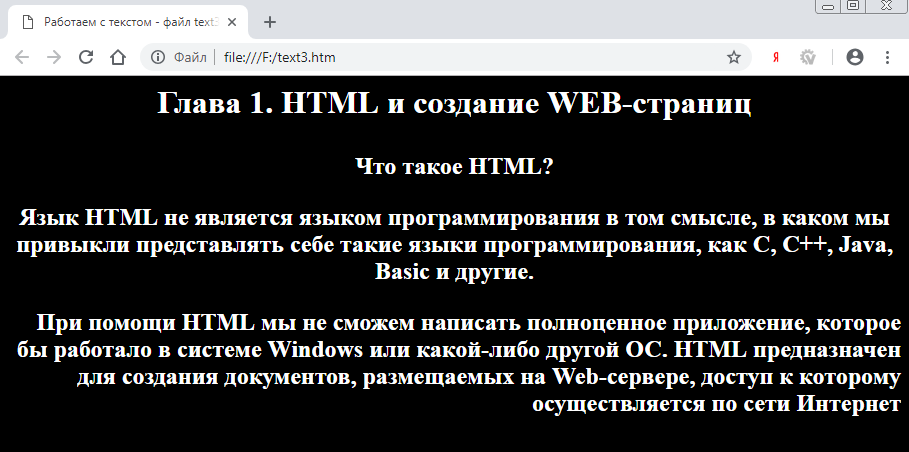 Работаем с текстом - файл text3
Файл
file:///F:/text3.htm
Я
Глава 1. HTML и создание WEB-страниц
Что такое HTML?
Язык HTML не является языком программирования в том смысле, в каком мы
привыкли представлять себе такие языки программирования, как C, C++, Java,
Basic и другие.
При помощи HTML мы не сможем написать полноценное приложение, которое
бы работало в системе Windows или какой-либо другой ОС. HTML предназначен
для создания документов, размещаемых на Web-сервере, доступ к которому
осуществляется по сети Интернет